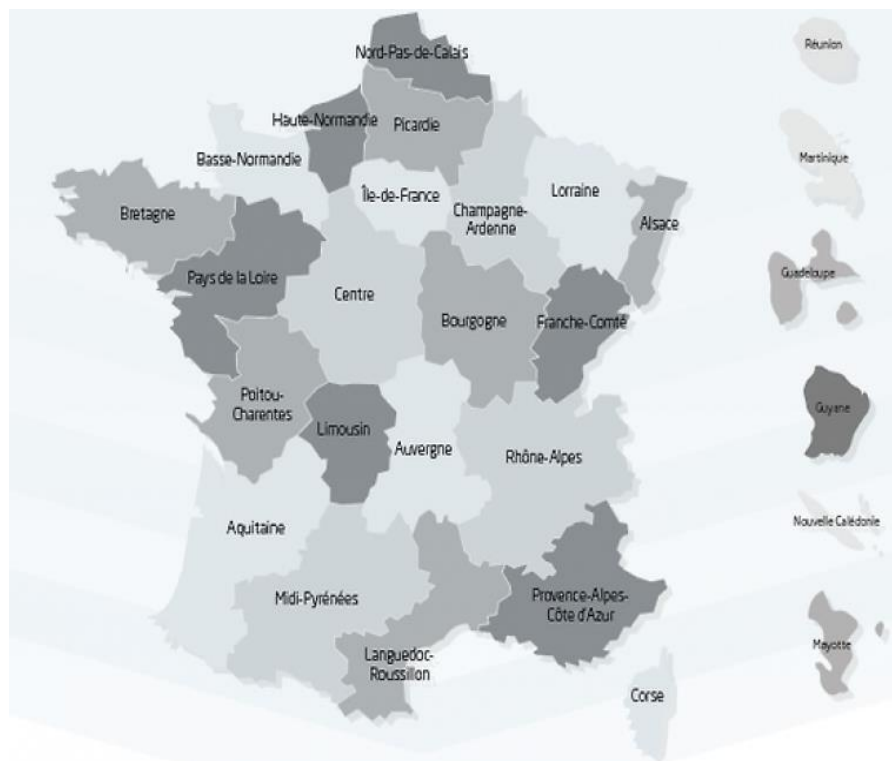 Nord-Pas-de-Calais
Réunion
Haute-Normandie
Picardie
Basse-Normandie
Martinique
Île-de-France
Lorraine
Bretagne
Champagne-
Ardenne
Alsace
Pays de la Loire
Guadeloupe
Centre
Bourgogne
Franche-Comté
Poitou-
Charentes
Limousin
Guyane
Auvergne
Rhône-Alpes
Aquitaine
Nouvelle Calédonie
Midi-Pyrénées
Provence-Alpes-
Côte d'Azur
Languedoc-
Roussillon
Mayotte
Corse